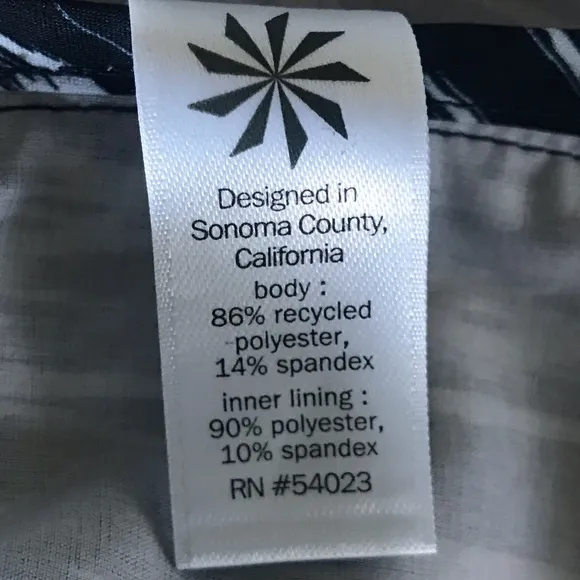 Designed in
Sonoma County,
California
body :
86% recycled
polyester,
14% spandex
inner lining :
90% polyester,
10% spandex
RN #54023